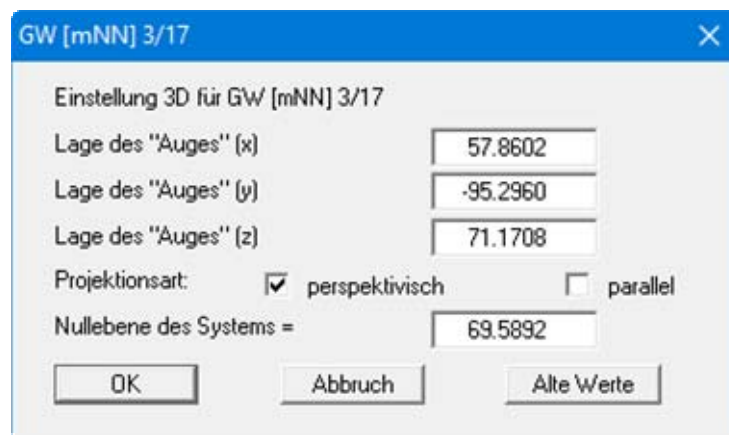 GW [mNN] 3/17
Einstellung 3D für GW [mNN] 3/17
Lage des "Auges" (x) 57.8602
Lage des "Auges" (y) -95.2960
Lage des "Auges" (z) 71.1708
Projektionsart: perspektivisch parallel
Nullebene des Systems = 69.5892
OK Abbruch Alte Werte